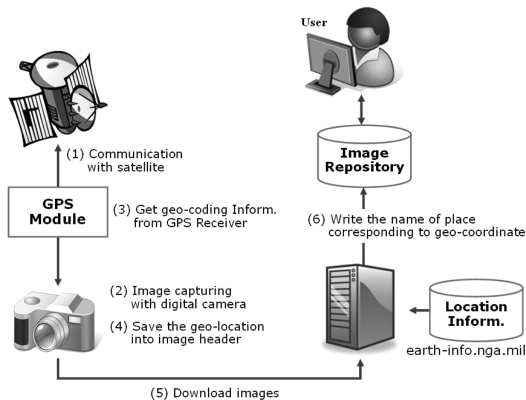 User
(1) Communication
with satellite
Image
Repository
GPS
Module
(3) Get geo-coding Inform.
from GPS Receiver
(6) Write the name of place
corresponding to geo-coordinate
(2) Image capturing
with digital camera
(4) Save the geo-location
into image header
Location
Inform.
earth-info.nga.mil
(5) Download images